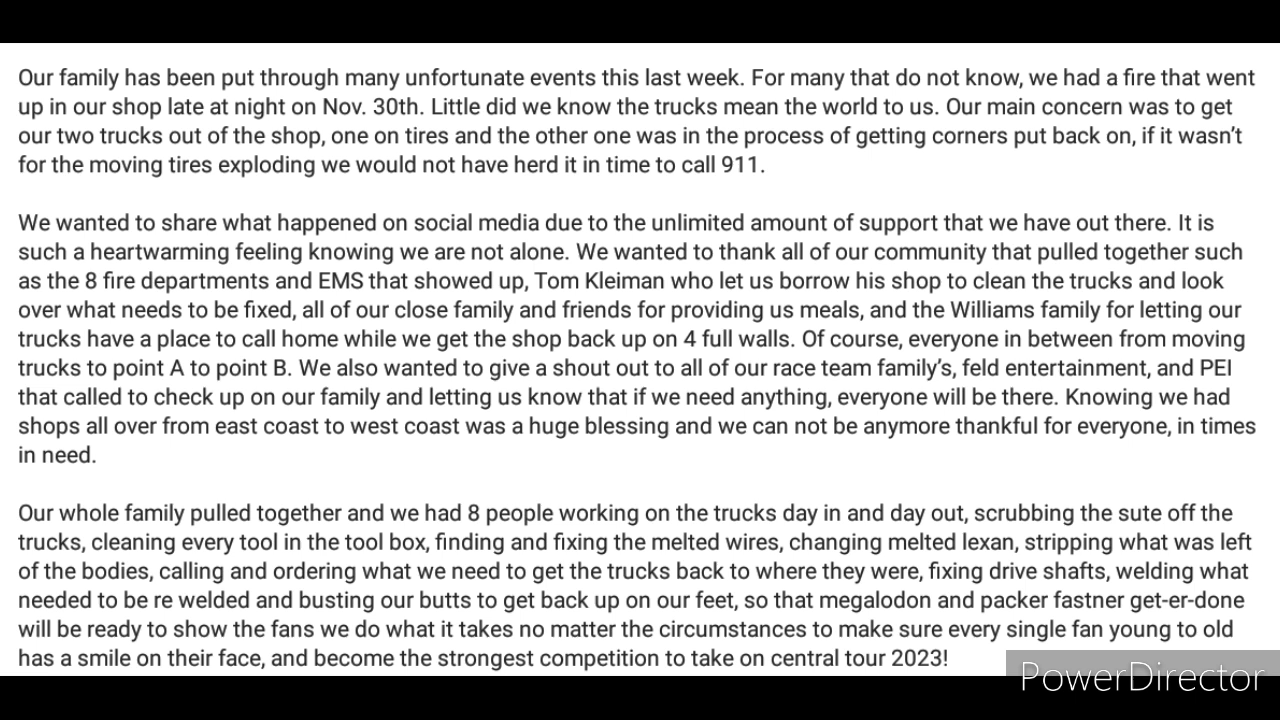 Our family has been put through many unfortunate events this last week. For many that do not know, we had a fire that went
up in our shop late at night on Nov. 30th. Little did we know the trucks mean the world to us. Our main concern was to get
our two trucks out of the shop, one on tires and the other one was in the process of getting corners put back on, if it wasn’t
for the moving tires exploding we would not have herd it in time to call 911.
We wanted to share what happened on social media due to the unlimited amount of support that we have out there. It is
such a heartwarming feeling knowing we are not alone. We wanted to thank all of our community that pulled together such
as the 8 fire departments and EMS that showed up, Tom Kleiman who let us borrow his shop to clean the trucks and look
over what needs to be fixed, all of our close family and friends for providing us meals, and the Williams family for letting our
trucks have a place to call home while we get the shop back up on 4 full walls. Of course, everyone in between from moving
trucks to point A to point B. We also wanted to give a shout out to all of our race team family’s, feld entertainment, and PEI
that called to check up on our family and letting us know that if we need anything, everyone will be there. Knowing we had
shops all over from east coast to west coast was a huge blessing and we can not be anymore thankful for everyone, in times
in need.
Our whole family pulled together and we had 8 people working on the trucks day in and day out, scrubbing the sute off the
trucks, cleaning every tool in the tool box, finding and fixing the melted wires, changing melted lexan, stripping what was left
of the bodies, calling and ordering what we need to get the trucks back to where they were, fixing drive shafts, welding what
needed to be re welded and busting our butts to get back up on our feet, so that megalodon and packer fastner get-er-done
will be ready to show the fans we do what it takes no matter the circumstances to make sure every single fan young to old
has a smile on their face, and become the strongest competition to take on central tour 2023!
PowerDirector